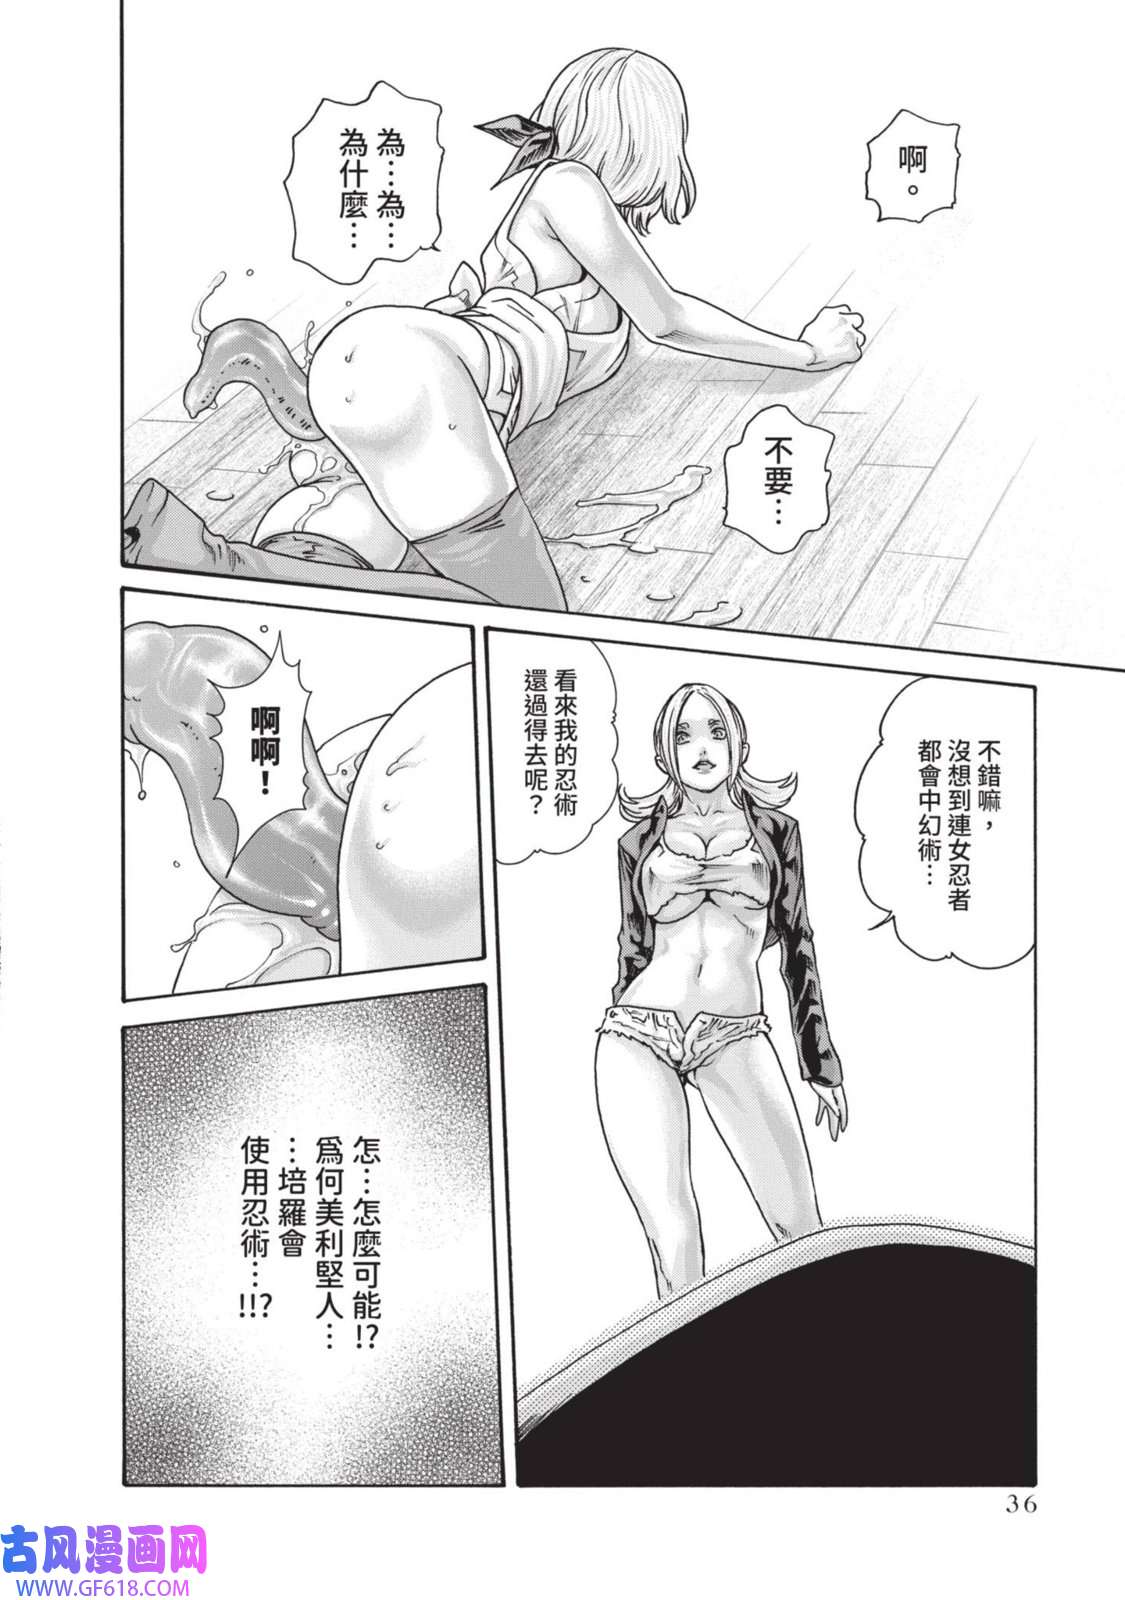 啊。
為…為…
為什麼…
不要…
不錯嘛，
沒想到連女忍者
都會中幻術…
看來我的忍術
還過得去呢？
啊啊！
怎…怎麼可能!?
爲何美利堅人…
…培羅會
使用忍術…!!?
36
古风漫画网
WWW.GF618.COM